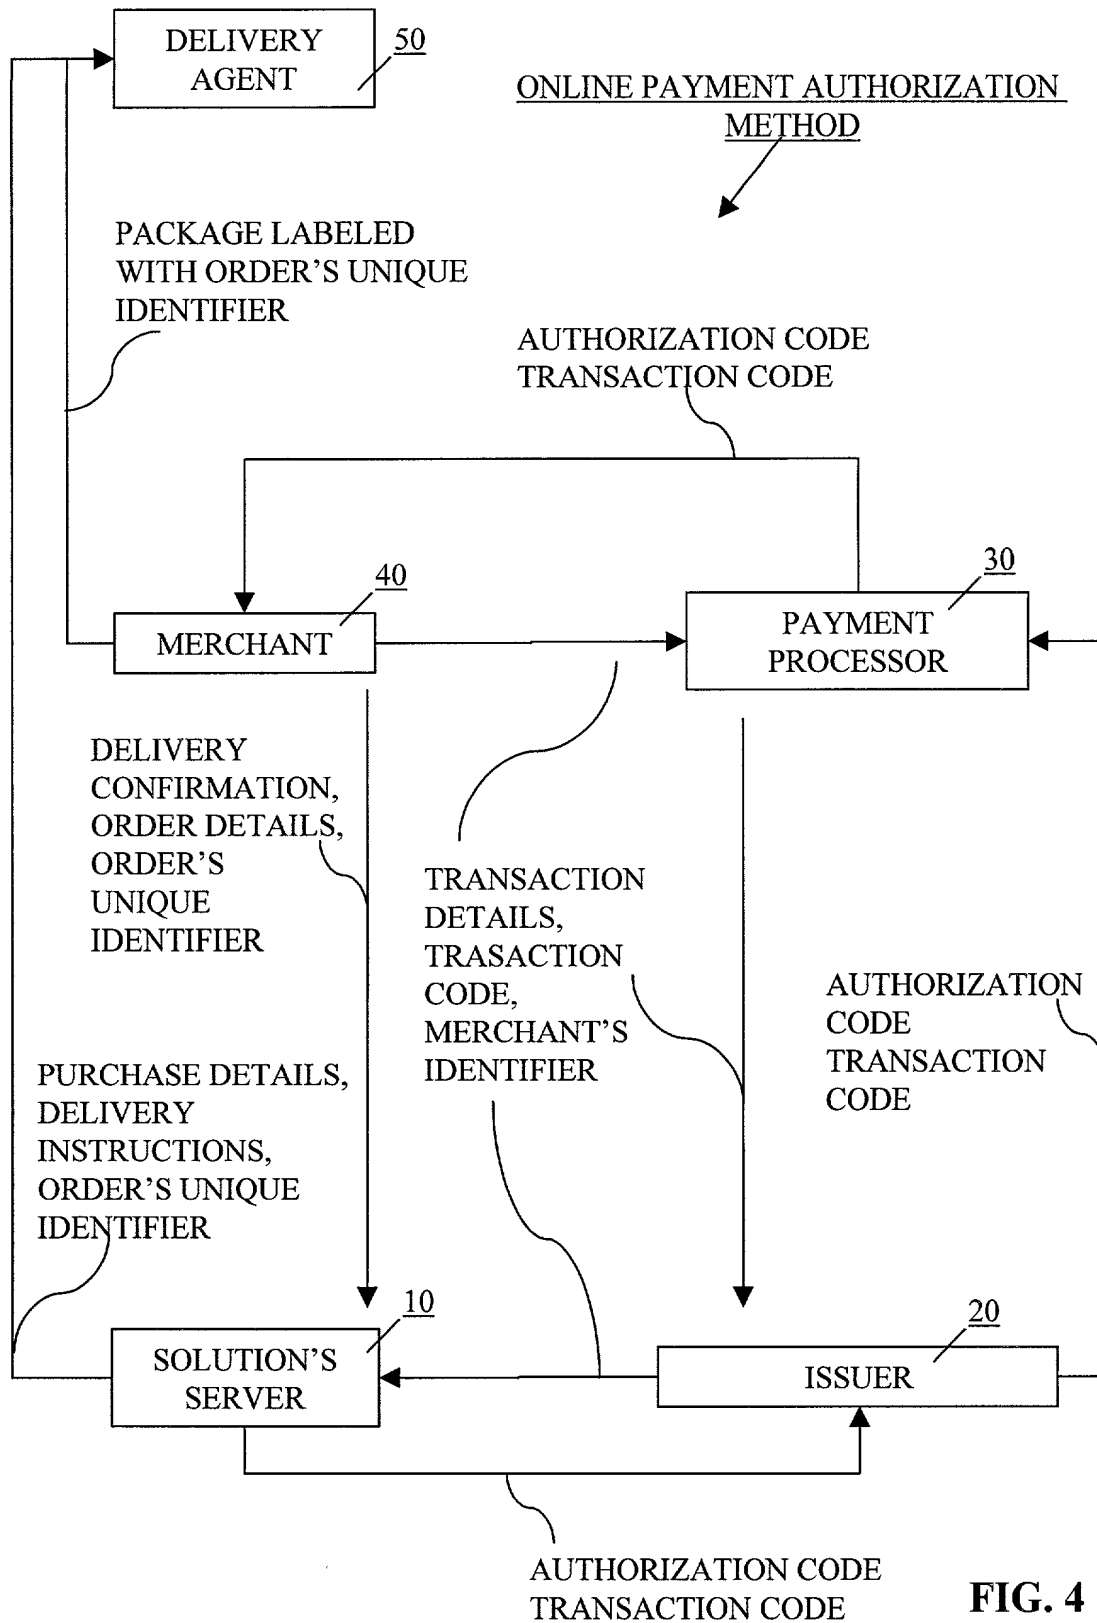 DELIVERY
AGENT
50
ONLINE PAYMENT AUTHORIZATION
METHOD
PACKAGE LABELED
WITH ORDER'S UNIQUE
IDENTIFIER
AUTHORIZATION CODE
TRANSACTION CODE
40
MERCHANT
30
PAYMENT
PROCESSOR
DELIVERY
CONFIRMATION,
ORDER DETAILS,
ORDER'S
UNIQUE
IDENTIFIER
TRANSACTION
DETAILS,
TRASACTION
CODE,
MERCHANT'S
IDENTIFIER
AUTHORIZATION
CODE
TRANSACTION
CODE
PURCHASE DETAILS,
DELIVERY
INSTRUCTIONS,
ORDER'S UNIQUE
IDENTIFIER
10
SOLUTION'S
SERVER
20
ISSUER
AUTHORIZATION CODE
TRANSACTION CODE
FIG. 4